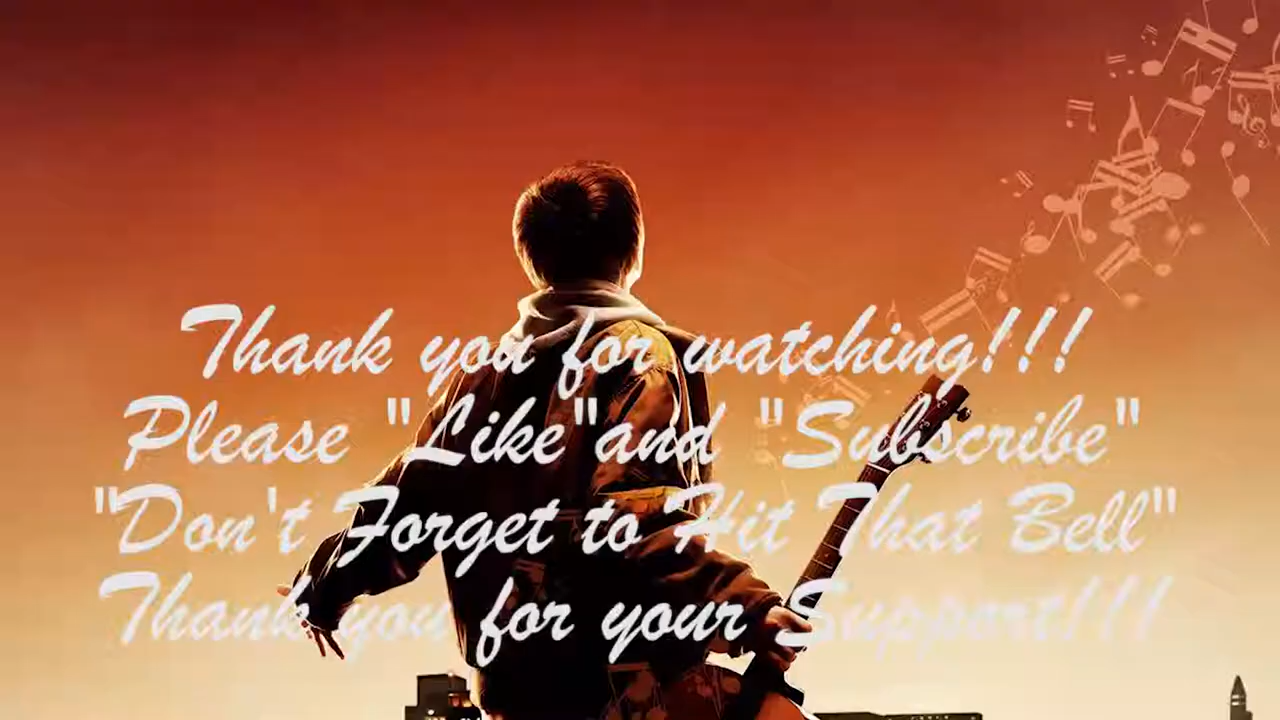 Thank you for watching!!!
Please "Like"and "Subscribe"
"Don't Forget to Hit That Bell"
Thank you for your Support!!!